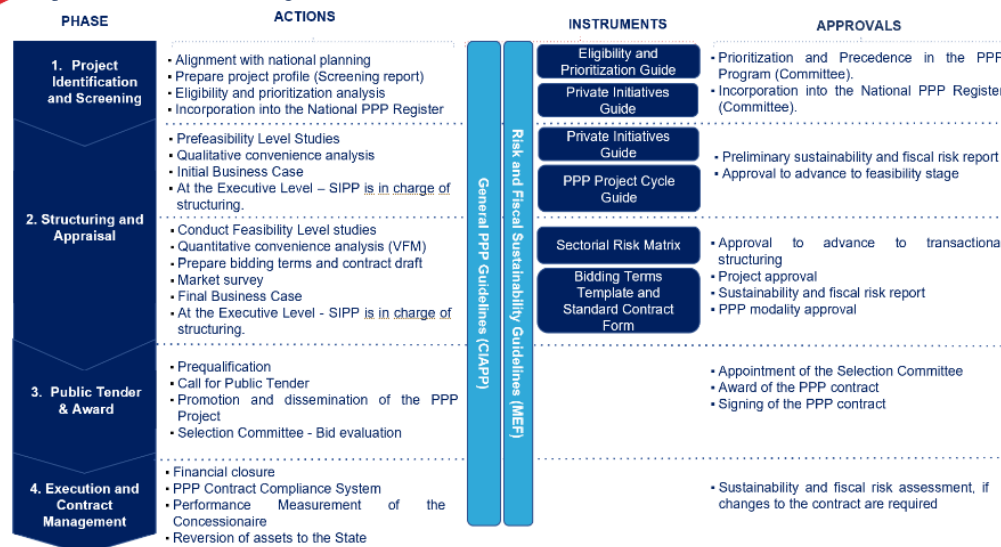 PHASE
ACTIONS
INSTRUMENTS
APPROVALS
1. Project
Identification
and Screening
▪ Alignment with national planning
▪ Prepare project profile (Screening report)
▪ Eligibility and prioritization analysis
▪ Incorporation into the National PPP Register
Eligibility and
Prioritization Guide
Private Initiatives
Guide
▪ Prioritization and Precedence in the PPP
Program (Committee).
▪ Incorporation into the National PPP Register
(Committee).
2. Structuring and
Appraisal
▪ Prefeasibility Level Studies
▪ Qualitative convenience analysis
▪ Initial Business Case
▪ At the Executive Level – SIPP is in charge of
structuring.
Private Initiatives
Guide
PPP Project Cycle
Guide
▪ Preliminary sustainability and fiscal risk report
▪ Approval to advance to feasibility stage
▪ Conduct Feasibility Level studies
▪ Quantitative convenience analysis (VFM)
▪ Prepare bidding terms and contract draft
▪ Market survey
▪ Final Business Case
▪ At the Executive Level - SIPP is in charge of
structuring.
Sectorial Risk Matrix
Bidding Terms
Template and
Standard Contract
Form
▪ Approval to advance to transactional
structuring
▪ Project approval
▪ Sustainability and fiscal risk report
▪ PPP modality approval
General PPP Guidelines (CIAPP)
Risk and Fiscal Sustainability Guidelines (MEF)
3. Public Tender
& Award
▪ Prequalification
▪ Call for Public Tender
▪ Promotion and dissemination of the PPP
Project
▪ Selection Committee - Bid evaluation
▪ Appointment of the Selection Committee
▪ Award of the PPP contract
▪ Signing of the PPP contract
4. Execution and
Contract
Management
▪ Financial closure
▪ PPP Contract Compliance System
▪ Performance Measurement of the
Concessionaire
▪ Reversion of assets to the State
▪ Sustainability and fiscal risk assessment, if
changes to the contract are required